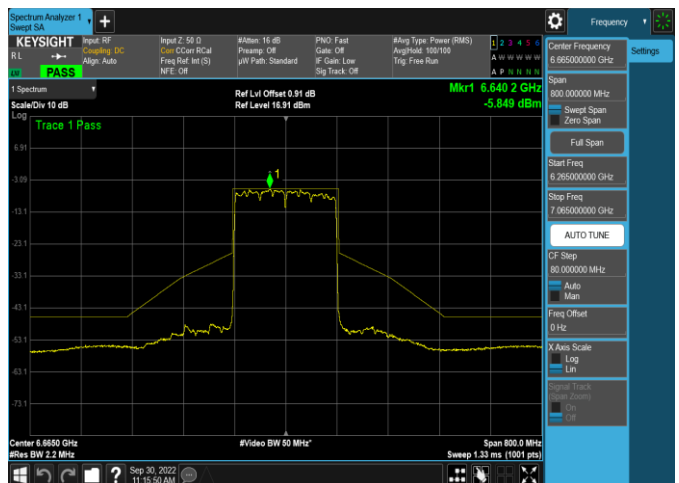 Spectrum Analyzer 1
Swept SA
+
Frequency
KEYSIGHT
R L
LU
PASS
Input: RF
Coupling: DC
Align: Auto
Input Z: 50 Ω
Corr CCorr RCal
Freq Ref: Int (S)
NFE: Off
#Atten: 16 dB
Preamp: Off
µW Path: Standard
PNO: Fast
Gate: Off
IF Gain: Low
Sig Track: Off
#Avg Type: Power (RMS)
Avg|Hold: 100/100
Trig: Free Run
1 2 3 4 5 6
A W W W W W
A P N N N N
1 Spectrum
Scale/Div 10 dB
Log
Ref Lvl Offset 0.91 dB
Ref Level 16.91 dBm
Mkr1 6.640 2 GHz
-5.849 dBm
Trace 1 Pass
1
6.91
-3.09
-13.1
-23.1
-33.1
-43.1
-53.1
-63.1
-73.1
Center 6.6650 GHz
#Res BW 2.2 MHz
#Video BW 50 MHz*
Span 800.0 MHz
Sweep 1.33 ms (1001 pts)
Center Frequency
6.665000000 GHz
Span
800.000000 MHz
Swept Span
Zero Span
Full Span
Start Freq
6.265000000 GHz
Stop Freq
7.065000000 GHz
AUTO TUNE
CF Step
80.000000 MHz
Auto
Man
Freq Offset
0 Hz
X Axis Scale
Log
Lin
Signal Track
(Span Zoom)
On
Off
Settings
?
Sep 30, 2022
11:15:50 AM